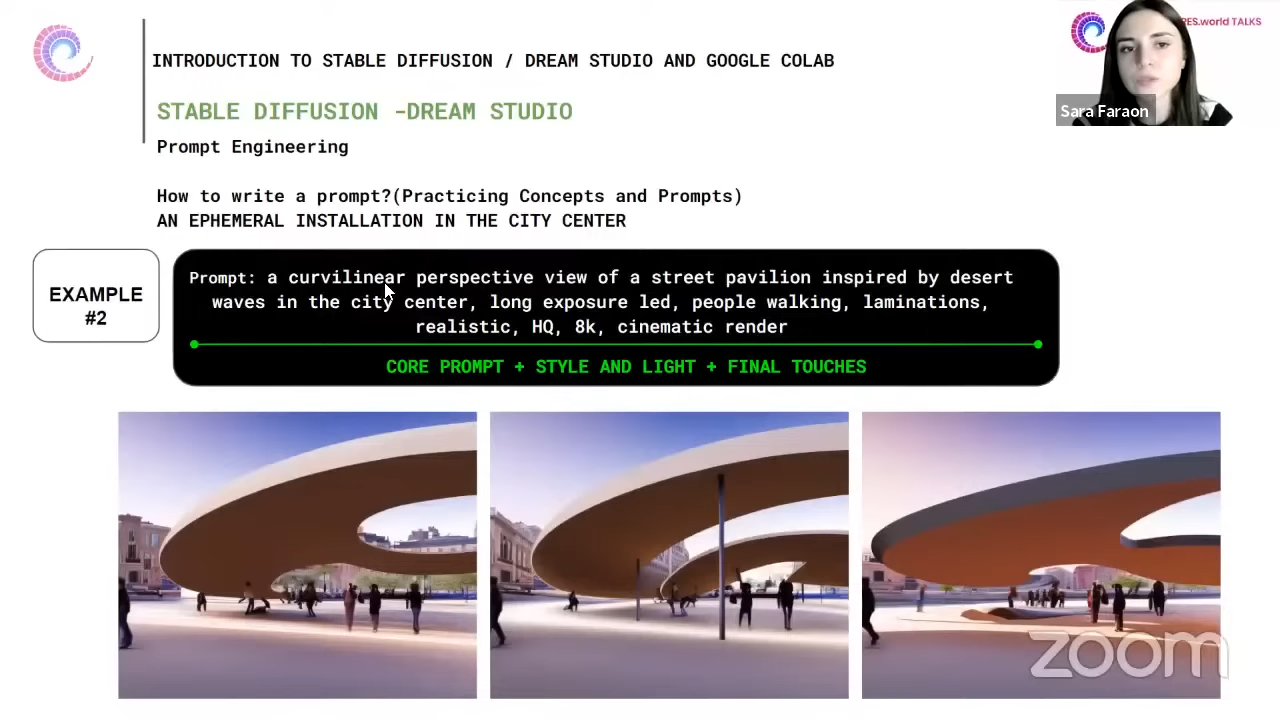 INTRODUCTION TO STABLE DIFFUSION / DREAM STUDIO AND GOOGLE COLAB
RES.world TALKS
Sara Faraon
STABLE DIFFUSION -DREAM STUDIO
Prompt Engineering
How to write a prompt?(Practicing Concepts and Prompts)
AN EPHEMERAL INSTALLATION IN THE CITY CENTER
EXAMPLE
#2
Prompt: a curvilinear perspective view of a street pavilion inspired by desert
waves in the city center, long exposure led, people walking, laminations,
realistic, HQ, 8k, cinematic render
CORE PROMPT + STYLE AND LIGHT + FINAL TOUCHES
zoom